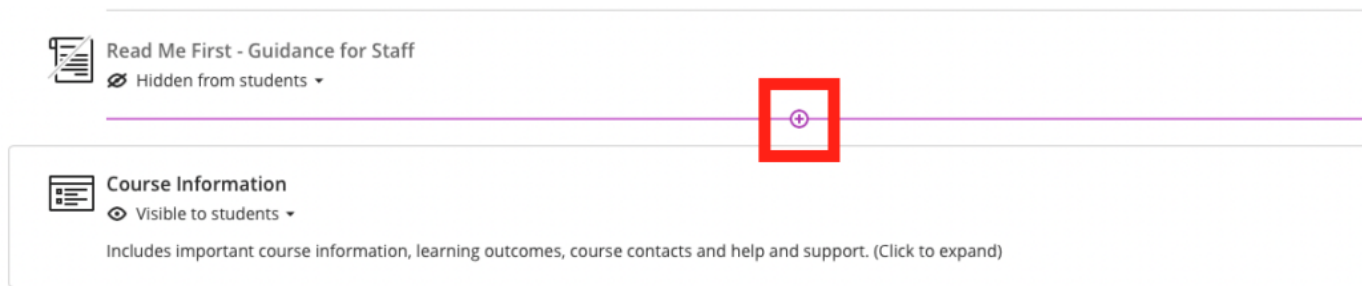 Read Me First - Guidance for Staff
Hidden from students
Course Information
Visible to students
Includes important course information, learning outcomes, course contacts and help and support. (Click to expand)